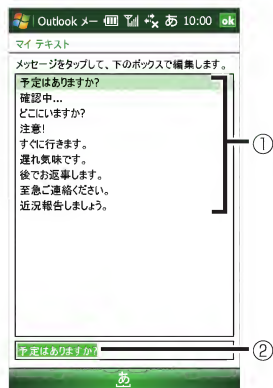 Outlook メー あ 10:00 ok
マイ テキスト
メッセージをタップして、下のボックスで編集します。
予定はありますか?
確認中...
どこにいますか?
注意!
すぐに行きます。
遅れ気味です。
後でお返事します。
至急ご連絡ください。
近況報告しましょう。
①
予定はありますか?
②
あ